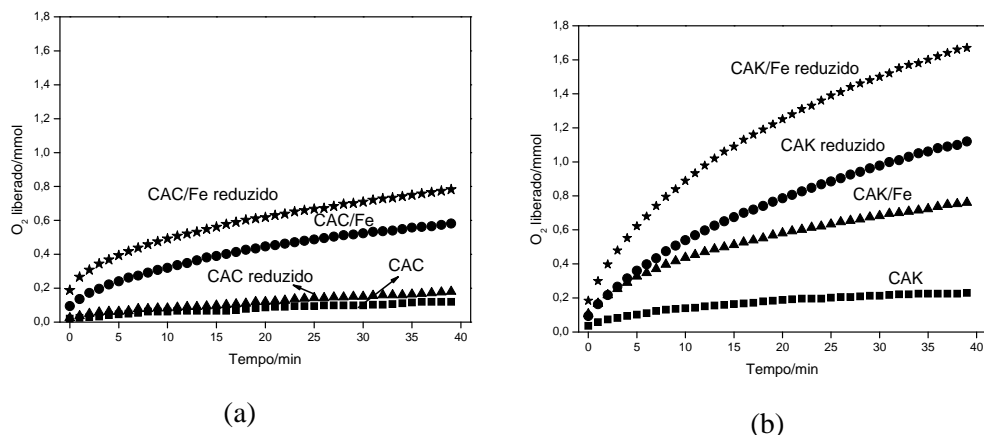 1,8
1,6
1,4
1,2
1,0
0,8
0,6
0,4
0,2
0,0
O2 liberado/mmol
CAC/Fe reduzido
CAC/Fe
CAC reduzido
CAC
0 5 10 15 20 25 30 35 40
Tempo/min
(a)
1,8
1,6
1,4
1,2
1,0
0,8
0,6
0,4
0,2
0,0
O2 liberado/mmol
CAK/Fe reduzido
CAK reduzido
CAK/Fe
CAK
0 5 10 15 20 25 30 35 40
Tempo/min
(b)